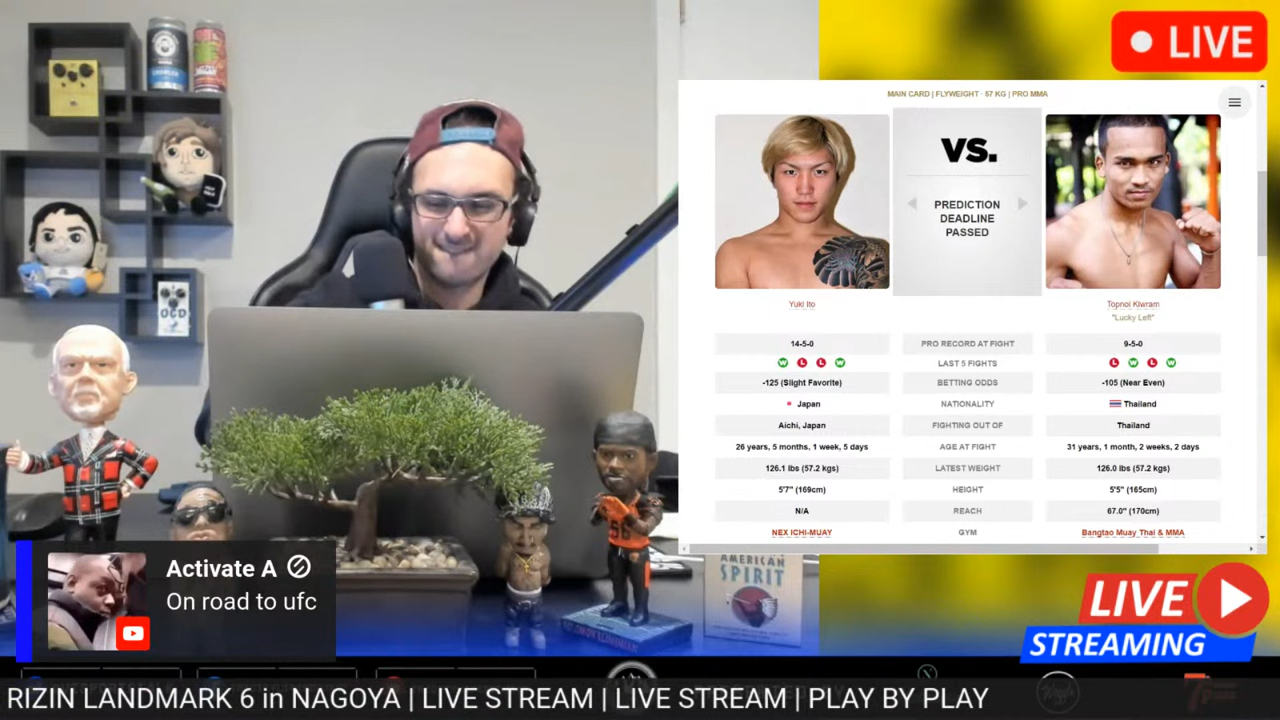 LIVE
MAIN CARD | FLYWEIGHT · 57 KG | PRO MMA
VS.
PREDICTION
DEADLINE
PASSED
Yuki Ito
Topnoi Kiwram
"Lucky Left"
14-5-0 PRO RECORD AT FIGHT 9-5-0
W L L W LAST 5 FIGHTS L W L W
-125 (Slight Favorite) BETTING ODDS -105 (Near Even)
Japan NATIONALITY Thailand
Aichi, Japan FIGHTING OUT OF Thailand
26 years, 5 months, 1 week, 5 days AGE AT FIGHT 31 years, 1 month, 2 weeks, 2 days
126.1 lbs (57.2 kgs) LATEST WEIGHT 126.0 lbs (57.2 kgs)
5'7" (169cm) HEIGHT 5'5" (165cm)
N/A REACH 67.0" (170cm)
NEX ICHI-MUAY GYM Bangtao Muay Thai & MMA
OCD
AMERICAN
SPIRIT
Activate A
On road to ufc
LIVE
STREAMING
RIZIN LANDMARK 6 in NAGOYA | LIVE STREAM | LIVE STREAM | PLAY BY PLAY